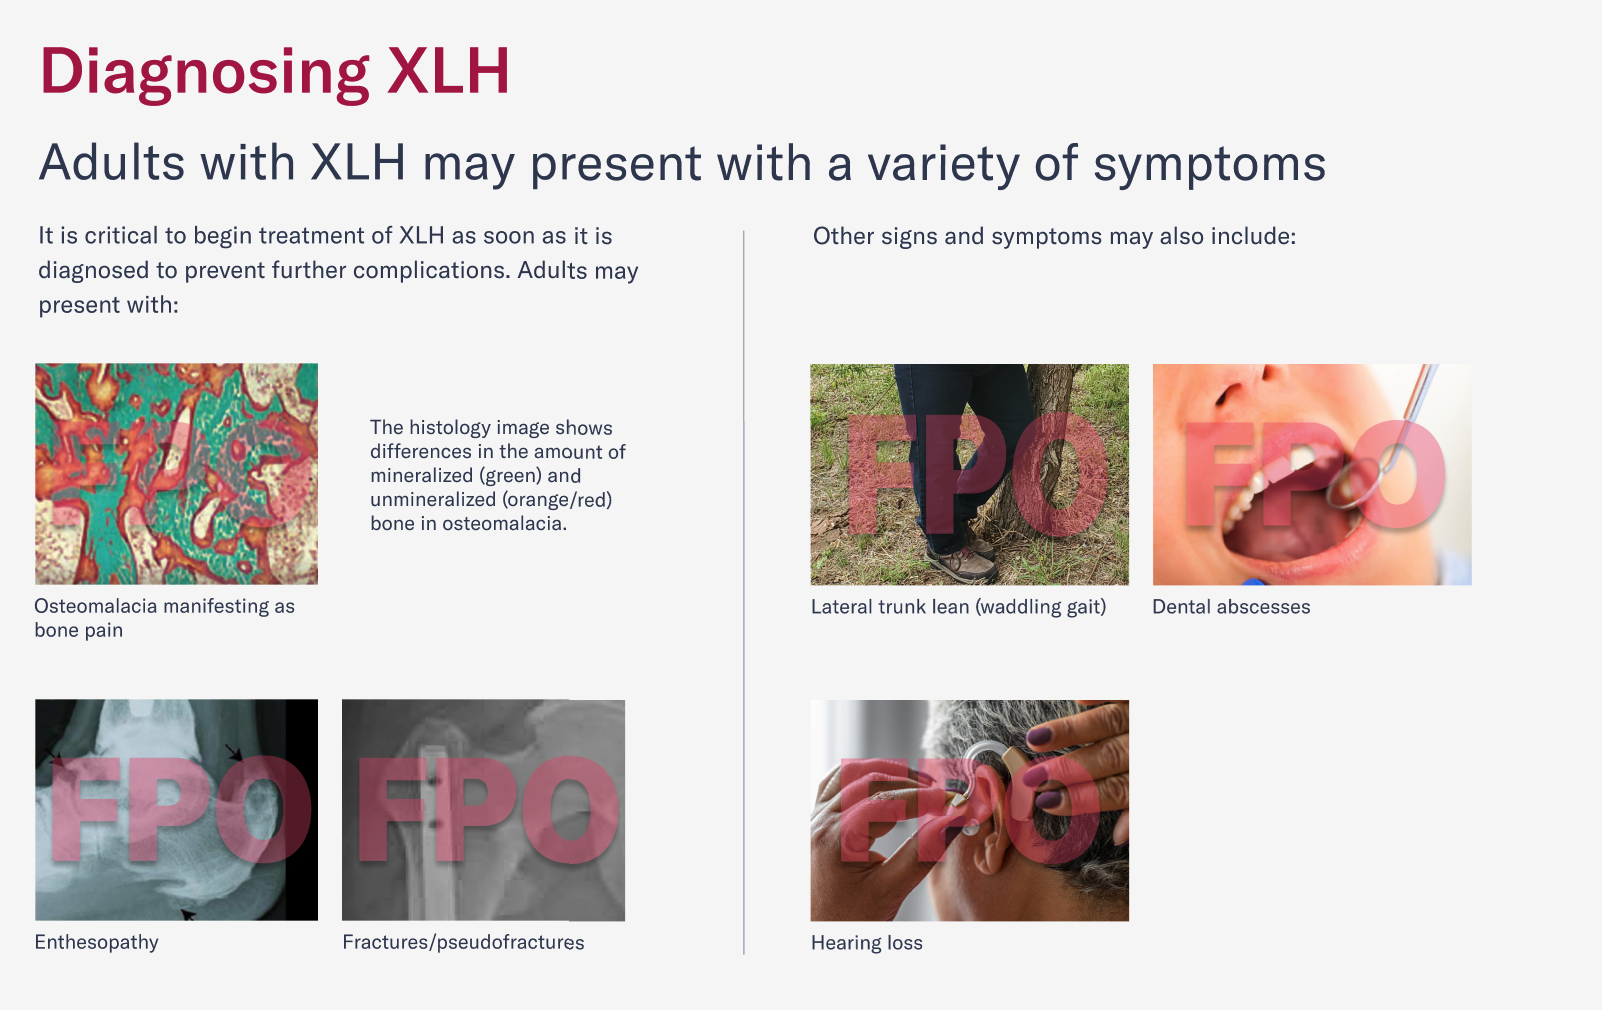 Diagnosing XLH
Adults with XLH may present with a variety of symptoms
It is critical to begin treatment of XLH as soon as it is
diagnosed to prevent further complications. Adults may
present with:
FPO
The histology image shows
differences in the amount of
mineralized (green) and
unmineralized (orange/red)
bone in osteomalacia.
Osteomalacia manifesting as
bone pain
FPO
Enthesopathy
FPO
Fractures/pseudofractures
Other signs and symptoms may also include:
FPO
Lateral trunk lean (waddling gait)
FPO
Dental abscesses
FPO
Hearing loss